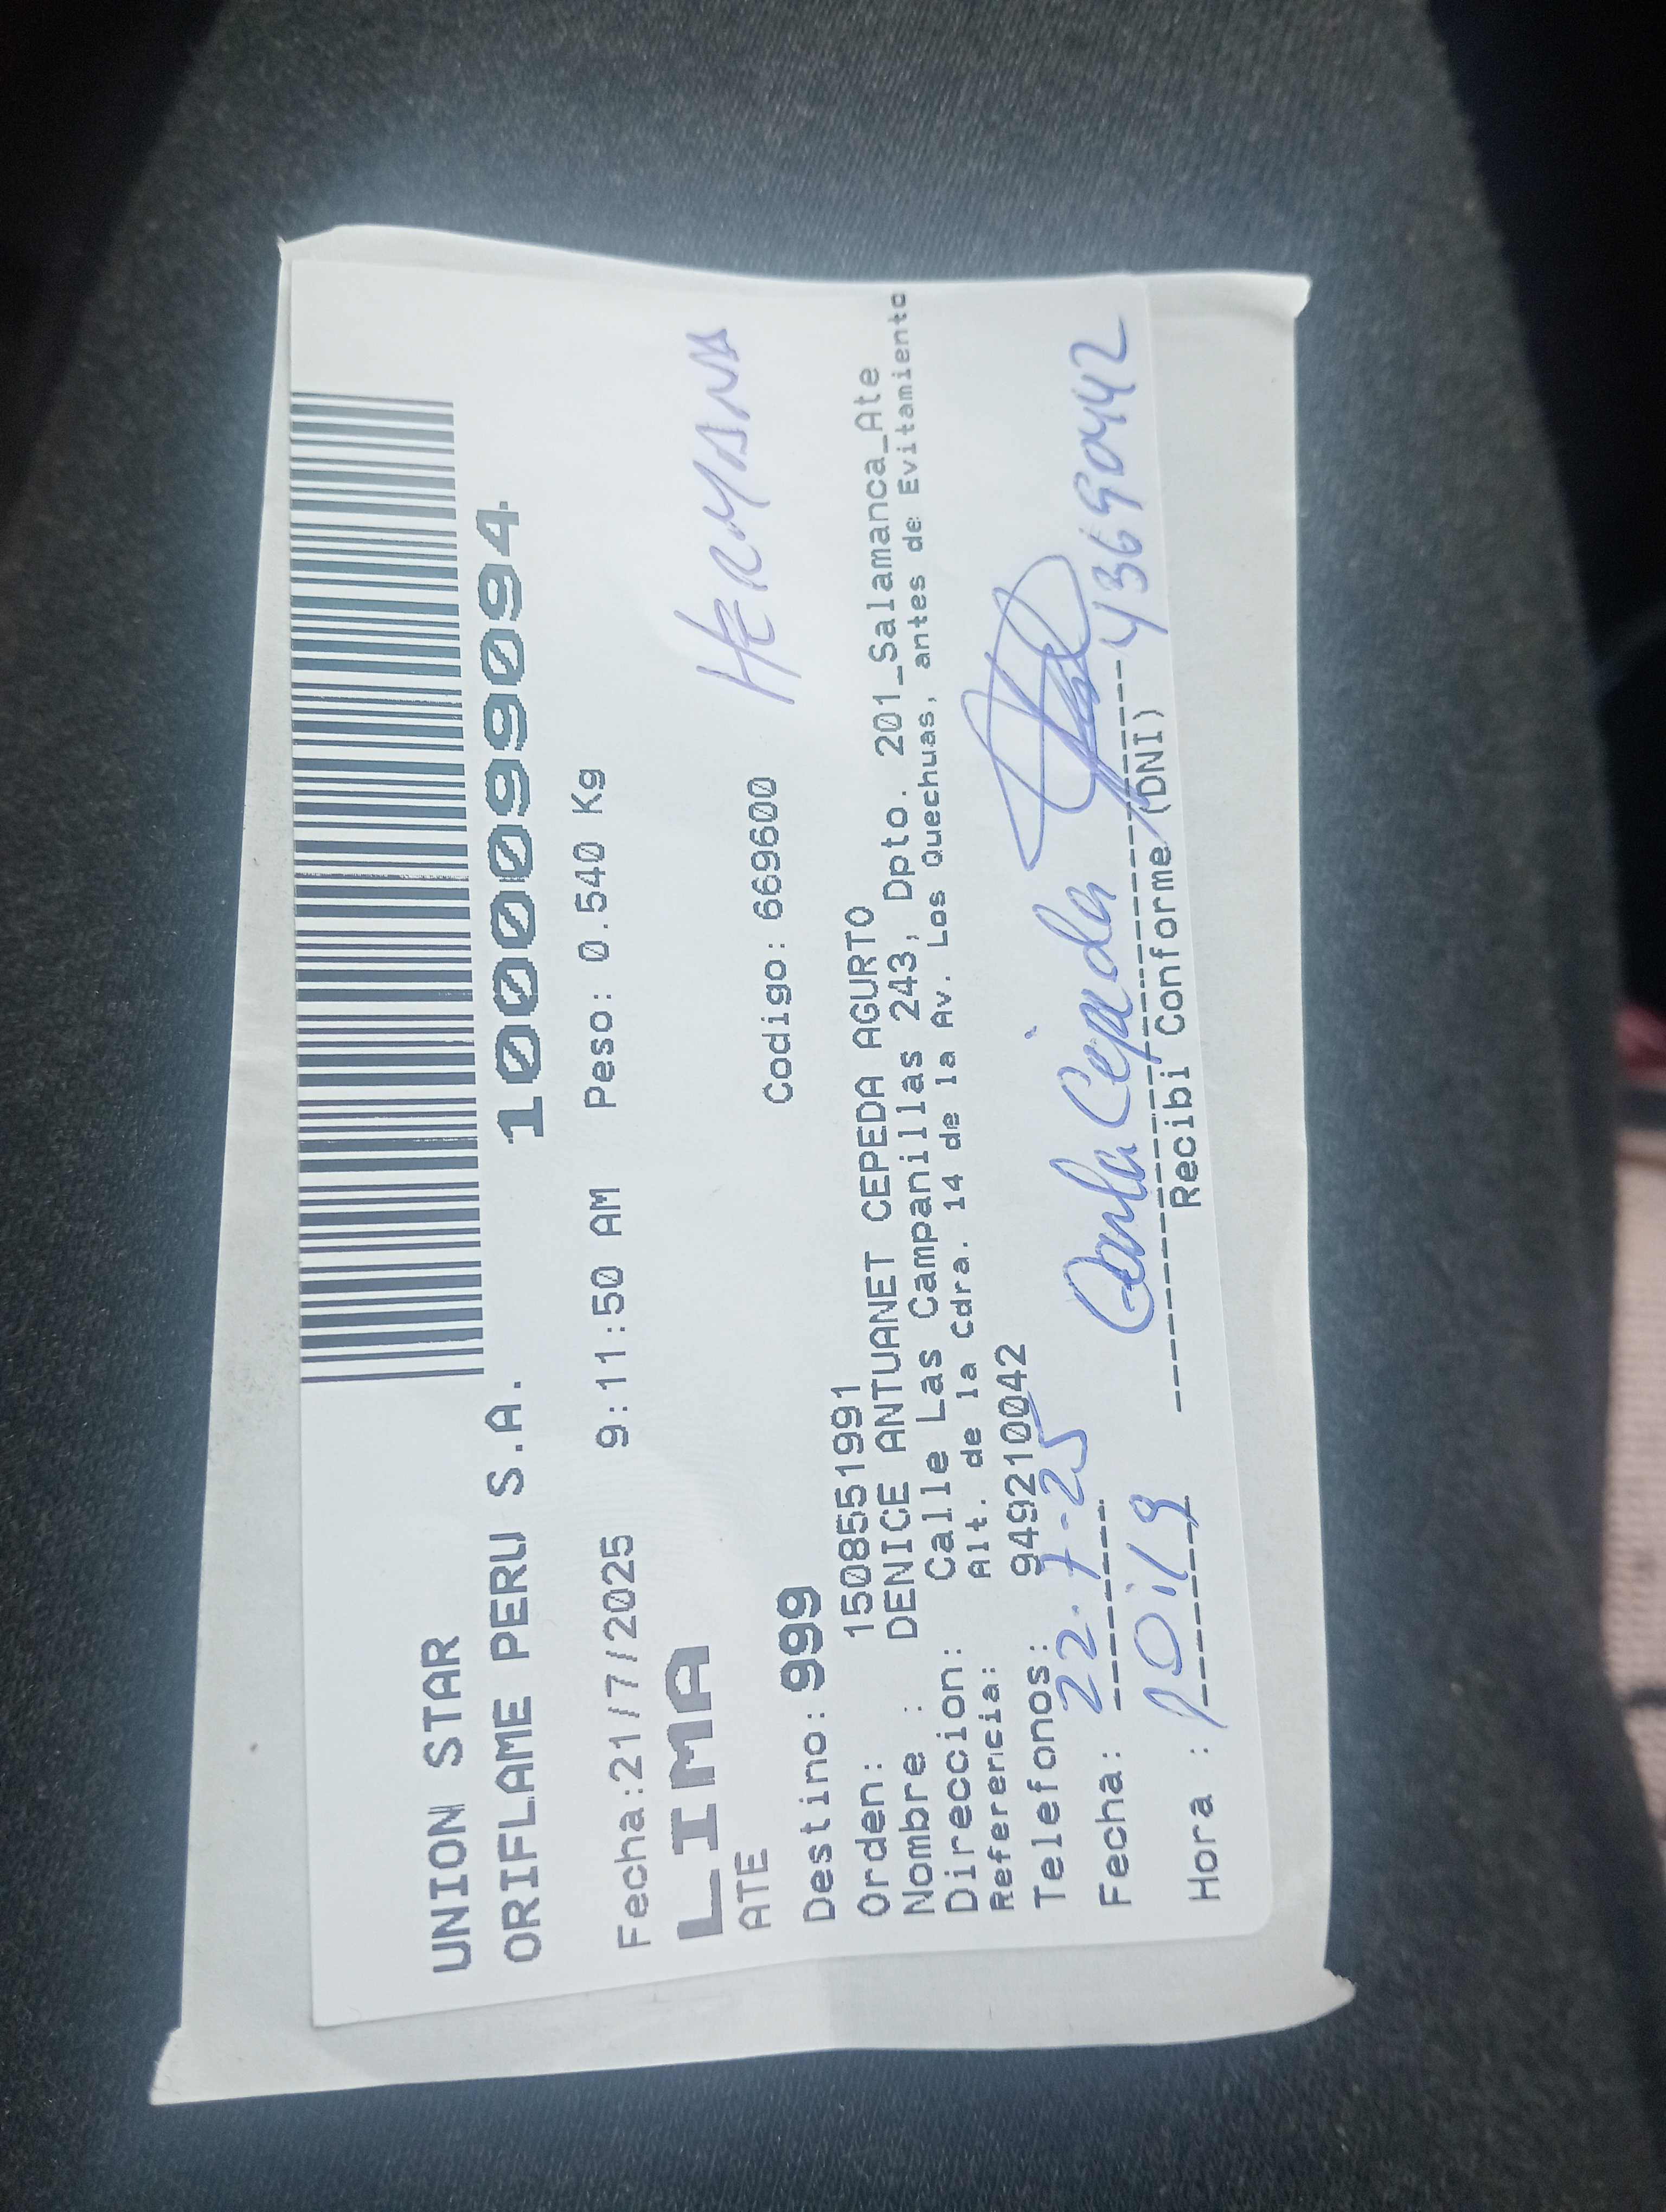 UNION STAR
ORIFLAME PERU S.A. 100099094
Fecha:21/7/2025 9:11:50 AM Peso: 0.540 Kg
LIMA
ATE
HERMANA
Destino: 999 Codigo: 669600
Orden: 1508551991
Nombre : DENICE ANTUANET CEPEDA AGURTO
Direccion: Calle Las Campanillas 243, Dpto. 201_Salamanca_Ate
Referencia: Alt. de la Cdra. 14 de la Av. Los Quechuas, antes de Evitamiento
Telefonos: 949210042
Fecha: 22-7-25 Carla Cepeda 43690442
Hora : 10:19 Recibi Conforme (DNI)